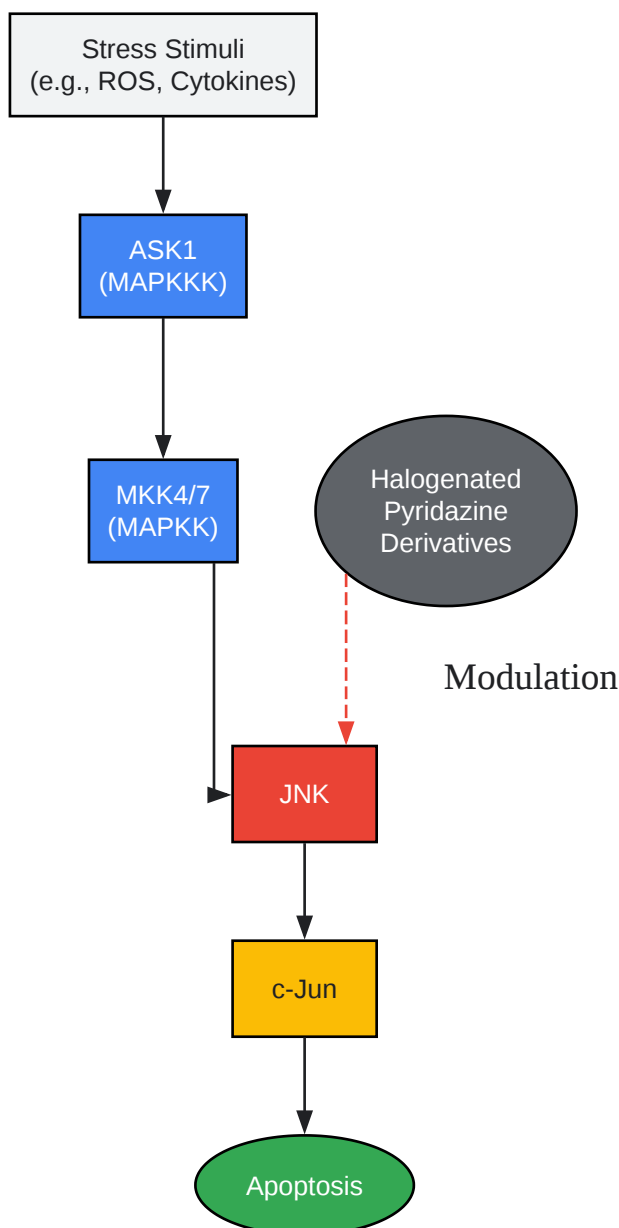 Stress Stimuli
(e.g., ROS, Cytokines)
ASK1
(MAPKKK)
MKK4/7
(MAPKK)
Halogenated
Pyridazine
Derivatives
Modulation
JNK
c-Jun
Apoptosis